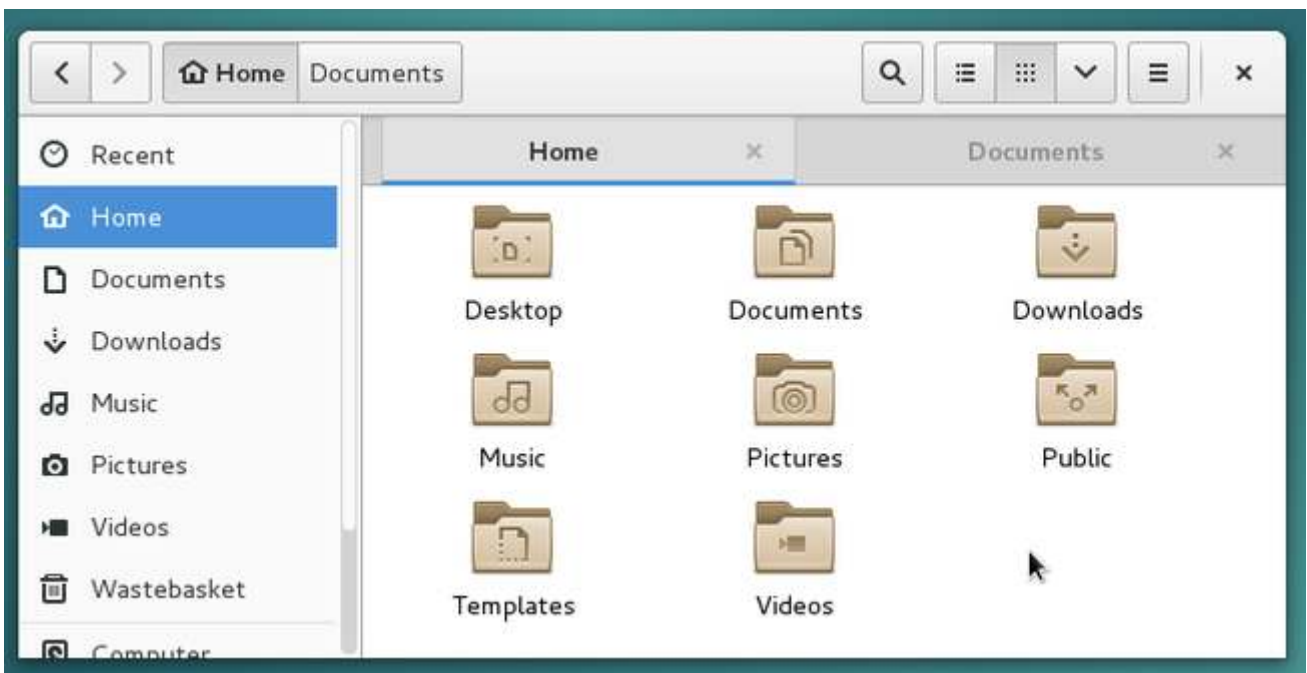 Home Documents
Recent
Home
Documents
Downloads
Music
Pictures
Videos
Wastebasket
Computer
Home Documents
Desktop Documents Downloads
Music Pictures Public
Templates Videos